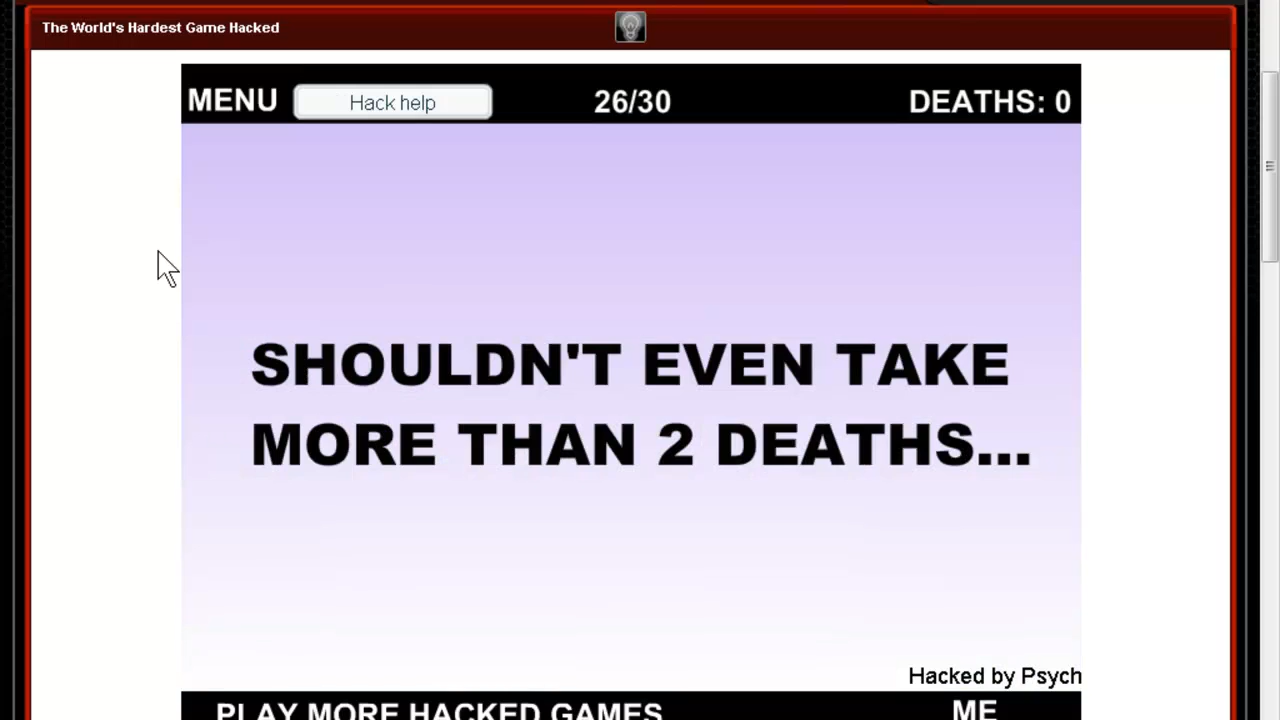 The World's Hardest Game Hacked
MENU Hack help 26/30 DEATHS: 0
SHOULDN'T EVEN TAKE
MORE THAN 2 DEATHS...
Hacked by Psych
PLAY MORE HACKED GAMES ME